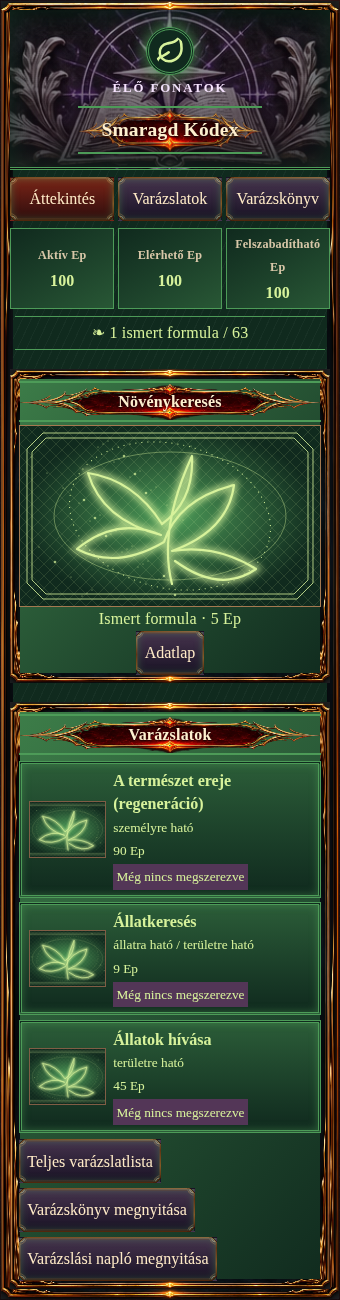 ÉLŐ FONATOK
Smaragd Kódex
Áttekintés
Varázslatok
Varázskönyv
Aktív Ep
100
Elérhető Ep
100
Felszabadítható
Ep
100
❧ 1 ismert formula / 63
Növénykeresés
Ismert formula · 5 Ep
Adatlap
Varázslatok
A természet ereje
(regeneráció)
személyre ható
90 Ep
Még nincs megszerezve
Állatkeresés
állatra ható / területre ható
9 Ep
Még nincs megszerezve
Állatok hívása
területre ható
45 Ep
Még nincs megszerezve
Teljes varázslatlista
Varázskönyv megnyitása
Varázslási napló megnyitása